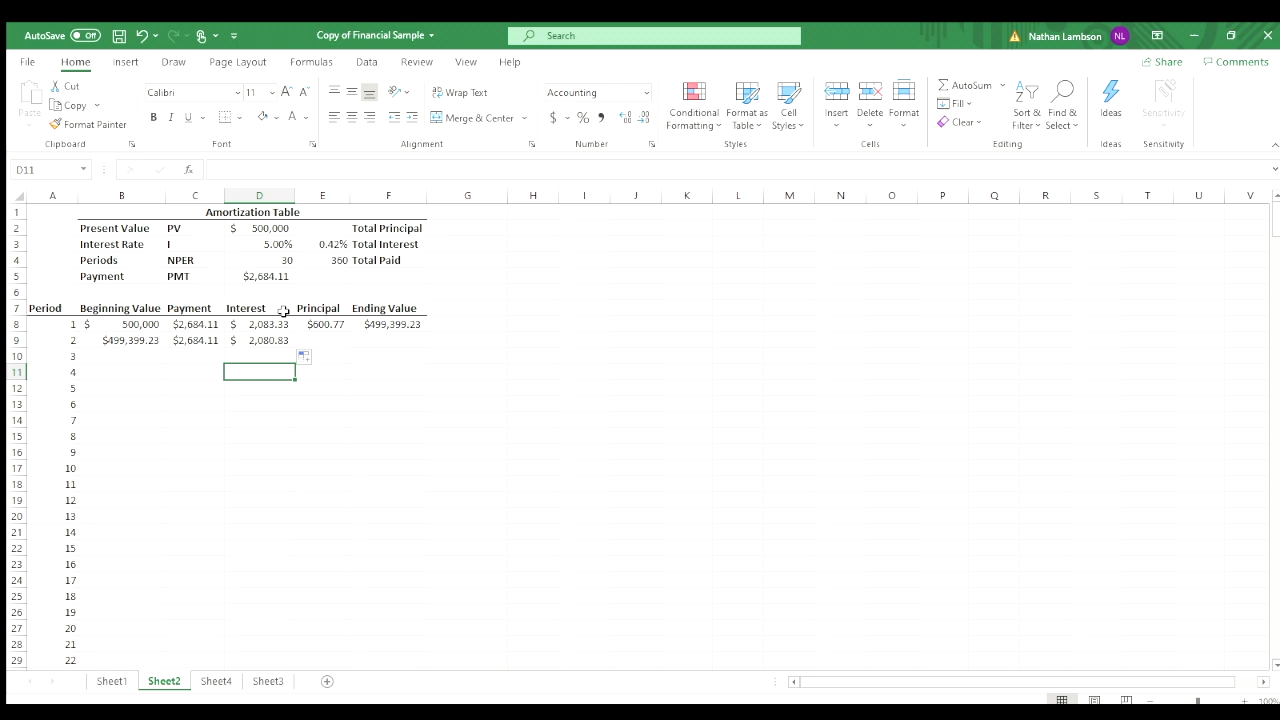 AutoSave Off Copy of Financial Sample Search Nathan Lambson NL
File Home Insert Draw Page Layout Formulas Data Review View Help Share Comments
Paste Cut Copy Format Painter Clipboard
Calibri 11 A A B I U A Font
Wrap Text Merge & Center Alignment
Accounting $ % , Number
Conditional Formatting Format as Table Cell Styles Styles
Insert Delete Format Cells
AutoSum Fill Clear Sort & Filter Find & Select Editing
Ideas Ideas
Sensitivity Sensitivity
D11 fx
A B C D E F G H I J K L M N O P Q R S T U V
1 Amortization Table
2 Present Value PV $ 500,000 Total Principal
3 Interest Rate I 5.00% 0.42% Total Interest
4 Periods NPER 30 360 Total Paid
5 Payment PMT $2,684.11
6
7 Period Beginning Value Payment Interest Principal Ending Value
8 1 $ 500,000 $2,684.11 $ 2,083.33 $600.77 $499,399.23
9 2 $499,399.23 $2,684.11 $ 2,080.83
10 3
11 4
12 5
13 6
14 7
15 8
16 9
17 10
18 11
19 12
20 13
21 14
22 15
23 16
24 17
25 18
26 19
27 20
28 21
29 22
Sheet1 Sheet2 Sheet4 Sheet3
100%